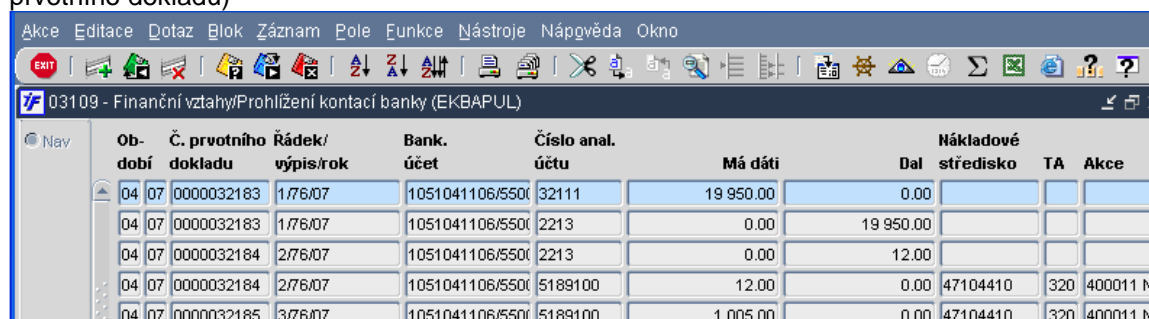 prvotního dokladu)
Akce Editace Dotaz Blok Záznam Pole Funkce Nástroje Nápověda Okno
EXIT
03109 - Finanční vztahy/Prohlížení kontací banky (EKBAPUL)
Nav
Ob- Č. prvotního Řádek/ Bank. Číslo anal. Nákladové
dobí dokladu výpis/rok účet účtu Má dáti Dal středisko TA Akce
04 07 0000032183 1/76/07 1051041106/5500 32111 19 950.00 0.00
04 07 0000032183 1/76/07 1051041106/5500 2213 0.00 19 950.00
04 07 0000032184 2/76/07 1051041106/5500 2213 0.00 12.00
04 07 0000032184 2/76/07 1051041106/5500 5189100 12.00 0.00 47104410 320 400011 N
04 07 0000032185 3/76/07 1051041106/5500 5189100 1 005.00 0.00 47104410 320 400011 N